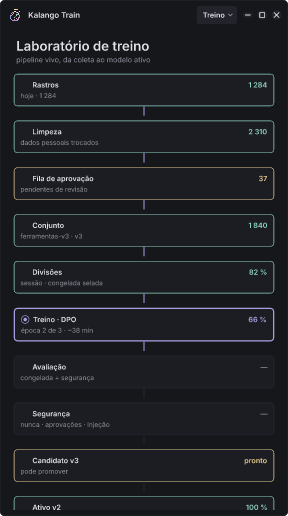 Kalango Train
Treino
Laboratório de treino
pipeline vivo, da coleta ao modelo ativo
Rastros 1 284
hoje · 1 284
Limpeza 2 310
dados pessoais trocados
Fila de aprovação 37
pendentes de revisão
Conjunto 1 840
ferramentas-v3 · v3
Divisões 82 %
sessão · congelada selada
Treino · DPO 66 %
época 2 de 3 · ~38 min
Avaliação —
congelada + segurança
Segurança —
nunca · aprovações · injeção
Candidato v3 pronto
pode promover
Ativo v2 100 %